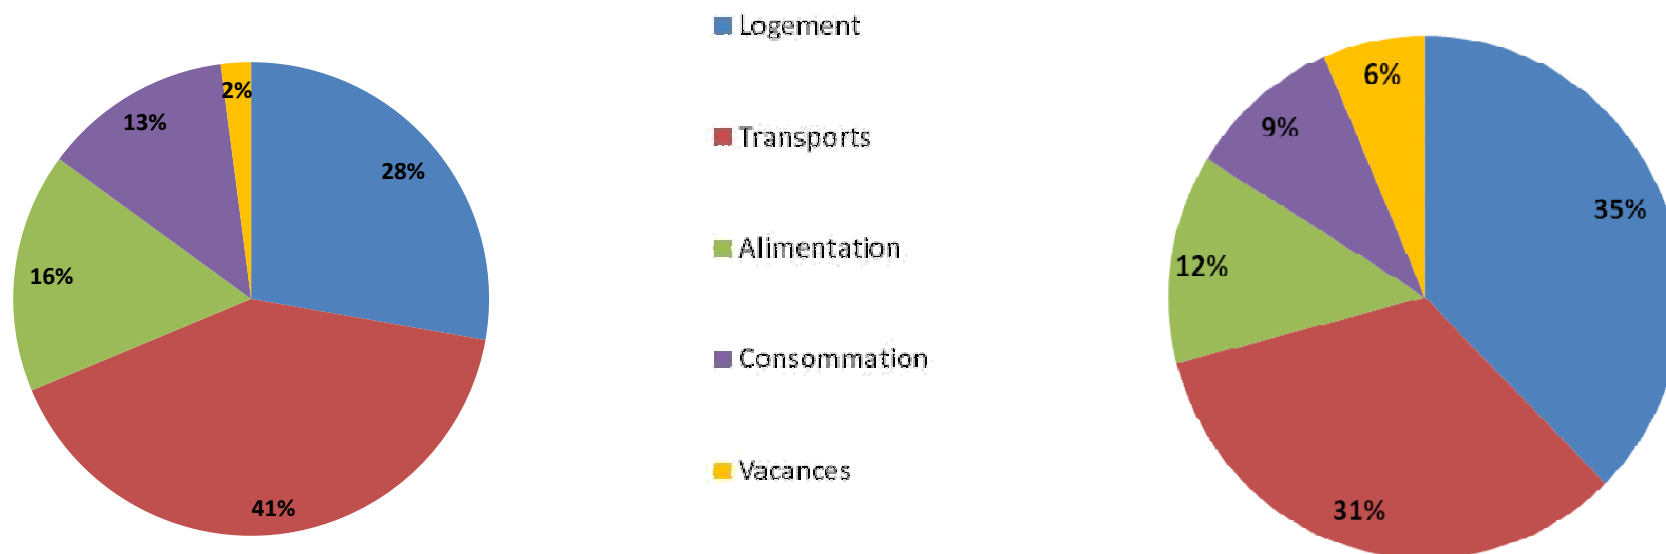 2%
13%
28%
16%
41%
Logement
Transports
Alimentation
Consommation
Vacances
6%
9%
35%
12%
31%